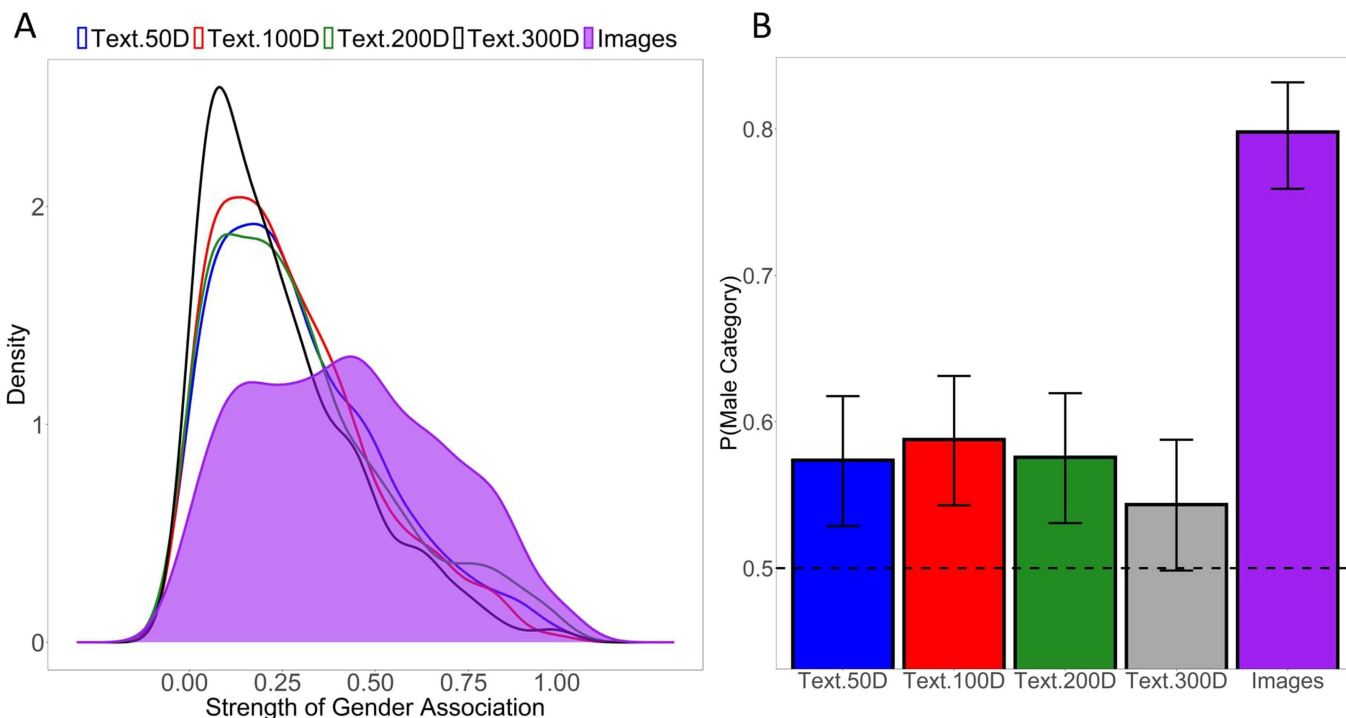 A
Text.50D Text.100D Text.200D Text.300D Images
2
1
0
Density
0.00 0.25 0.50 0.75 1.00
Strength of Gender Association
B
0.8
0.7
0.6
0.5
P(Male Category)
Text.50D Text.100D Text.200D Text.300D Images